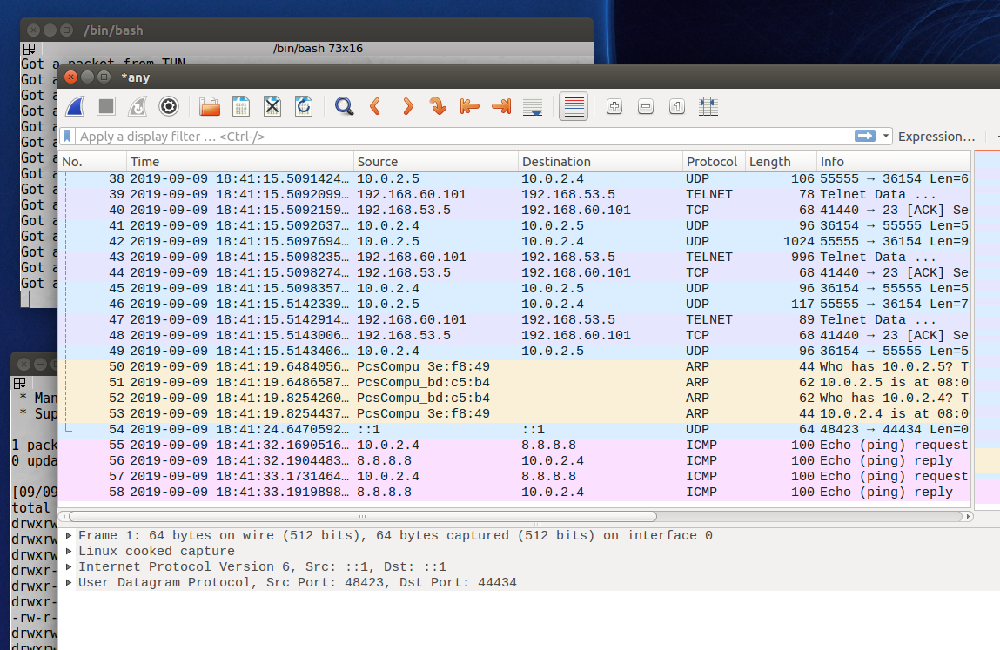 /bin/bash
/bin/bash 73x16
Got a packet from TUN
Got a
Got a
Got a
Got a
Got a
Got a
Got a
Got a
Got a
Got a
Got a
Got a
Got a
Got a
*any
Apply a display filter … <Ctrl-/>
Expression…
No. Time Source Destination Protocol Length Info
38 2019-09-09 18:41:15.5091424… 10.0.2.5 10.0.2.4 UDP 106 55555 → 36154 Len=62
39 2019-09-09 18:41:15.5092099… 192.168.60.101 192.168.53.5 TELNET 78 Telnet Data ...
40 2019-09-09 18:41:15.5092159… 192.168.53.5 192.168.60.101 TCP 68 41440 → 23 [ACK] Se
41 2019-09-09 18:41:15.5092637… 10.0.2.4 10.0.2.5 UDP 96 36154 → 55555 Len=52
42 2019-09-09 18:41:15.5097694… 10.0.2.5 10.0.2.4 UDP 1024 55555 → 36154 Len=98
43 2019-09-09 18:41:15.5098235… 192.168.60.101 192.168.53.5 TELNET 996 Telnet Data ...
44 2019-09-09 18:41:15.5098274… 192.168.53.5 192.168.60.101 TCP 68 41440 → 23 [ACK] Se
45 2019-09-09 18:41:15.5098357… 10.0.2.4 10.0.2.5 UDP 96 36154 → 55555 Len=52
46 2019-09-09 18:41:15.5142339… 10.0.2.5 10.0.2.4 UDP 117 55555 → 36154 Len=73
47 2019-09-09 18:41:15.5142914… 192.168.60.101 192.168.53.5 TELNET 89 Telnet Data ...
48 2019-09-09 18:41:15.5143006… 192.168.53.5 192.168.60.101 TCP 68 41440 → 23 [ACK] Se
49 2019-09-09 18:41:15.5143406… 10.0.2.4 10.0.2.5 UDP 96 36154 → 55555 Len=52
50 2019-09-09 18:41:19.6484056… PcsCompu_3e:f8:49 ARP 44 Who has 10.0.2.5? T
51 2019-09-09 18:41:19.6486587… PcsCompu_bd:c5:b4 ARP 62 10.0.2.5 is at 08:00
52 2019-09-09 18:41:19.8254260… PcsCompu_bd:c5:b4 ARP 62 Who has 10.0.2.4? T
53 2019-09-09 18:41:19.8254437… PcsCompu_3e:f8:49 ARP 44 10.0.2.4 is at 08:00
54 2019-09-09 18:41:24.6470592… ::1 ::1 UDP 64 48423 → 44434 Len=0
55 2019-09-09 18:41:32.1690516… 10.0.2.4 8.8.8.8 ICMP 100 Echo (ping) request
56 2019-09-09 18:41:32.1904483… 8.8.8.8 10.0.2.4 ICMP 100 Echo (ping) reply
57 2019-09-09 18:41:33.1731464… 10.0.2.4 8.8.8.8 ICMP 100 Echo (ping) request
58 2019-09-09 18:41:33.1919898… 8.8.8.8 10.0.2.4 ICMP 100 Echo (ping) reply
Frame 1: 64 bytes on wire (512 bits), 64 bytes captured (512 bits) on interface 0
Linux cooked capture
Internet Protocol Version 6, Src: ::1, Dst: ::1
User Datagram Protocol, Src Port: 48423, Dst Port: 44434
* Man
* Sup
1 pack
0 upda
[09/09
total
drwxrw
drwxrw
drwxrw
drwxr-
drwxr-
drwxr-
-rw-r-
drwxrw
drwxrw